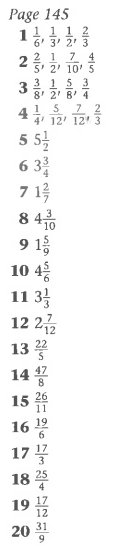 Page 145
1 1/6, 1/3, 1/2, 2/3
2 2/5, 1/2, 7/10, 4/5
3 3/8, 1/2, 5/8, 3/4
4 1/4, 5/12, 7/12, 2/3
5 5 1/2
6 3 3/4
7 1 2/7
8 4 3/10
9 1 5/9
10 4 5/6
11 3 1/3
12 2 7/12
13 22/5
14 47/8
15 26/11
16 19/6
17 17/3
18 25/4
19 17/12
20 31/9